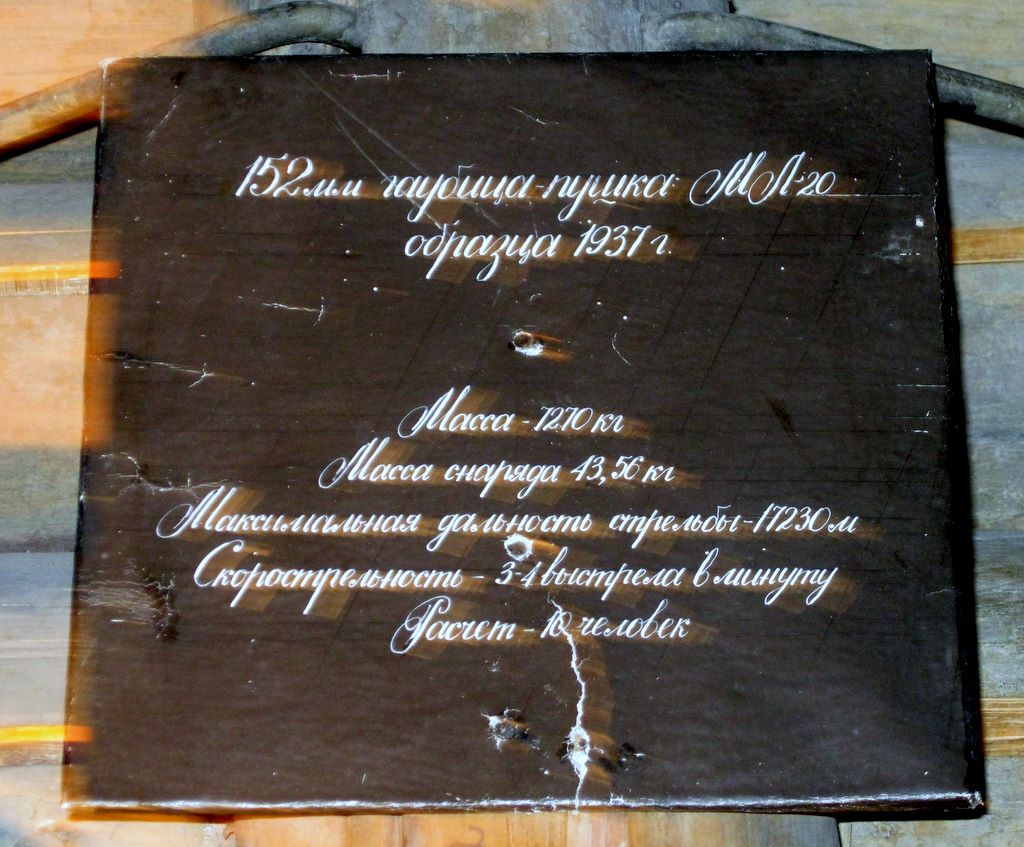 152мм гаубица-пушка МЛ-20
образца 1937 г.
Масса - 7270 кг
Масса снаряда 43,56 кг
Максимальная дальность стрельбы - 17230 м
Скорострельность - 3-4 выстрела в минуту
Расчет - 10 человек